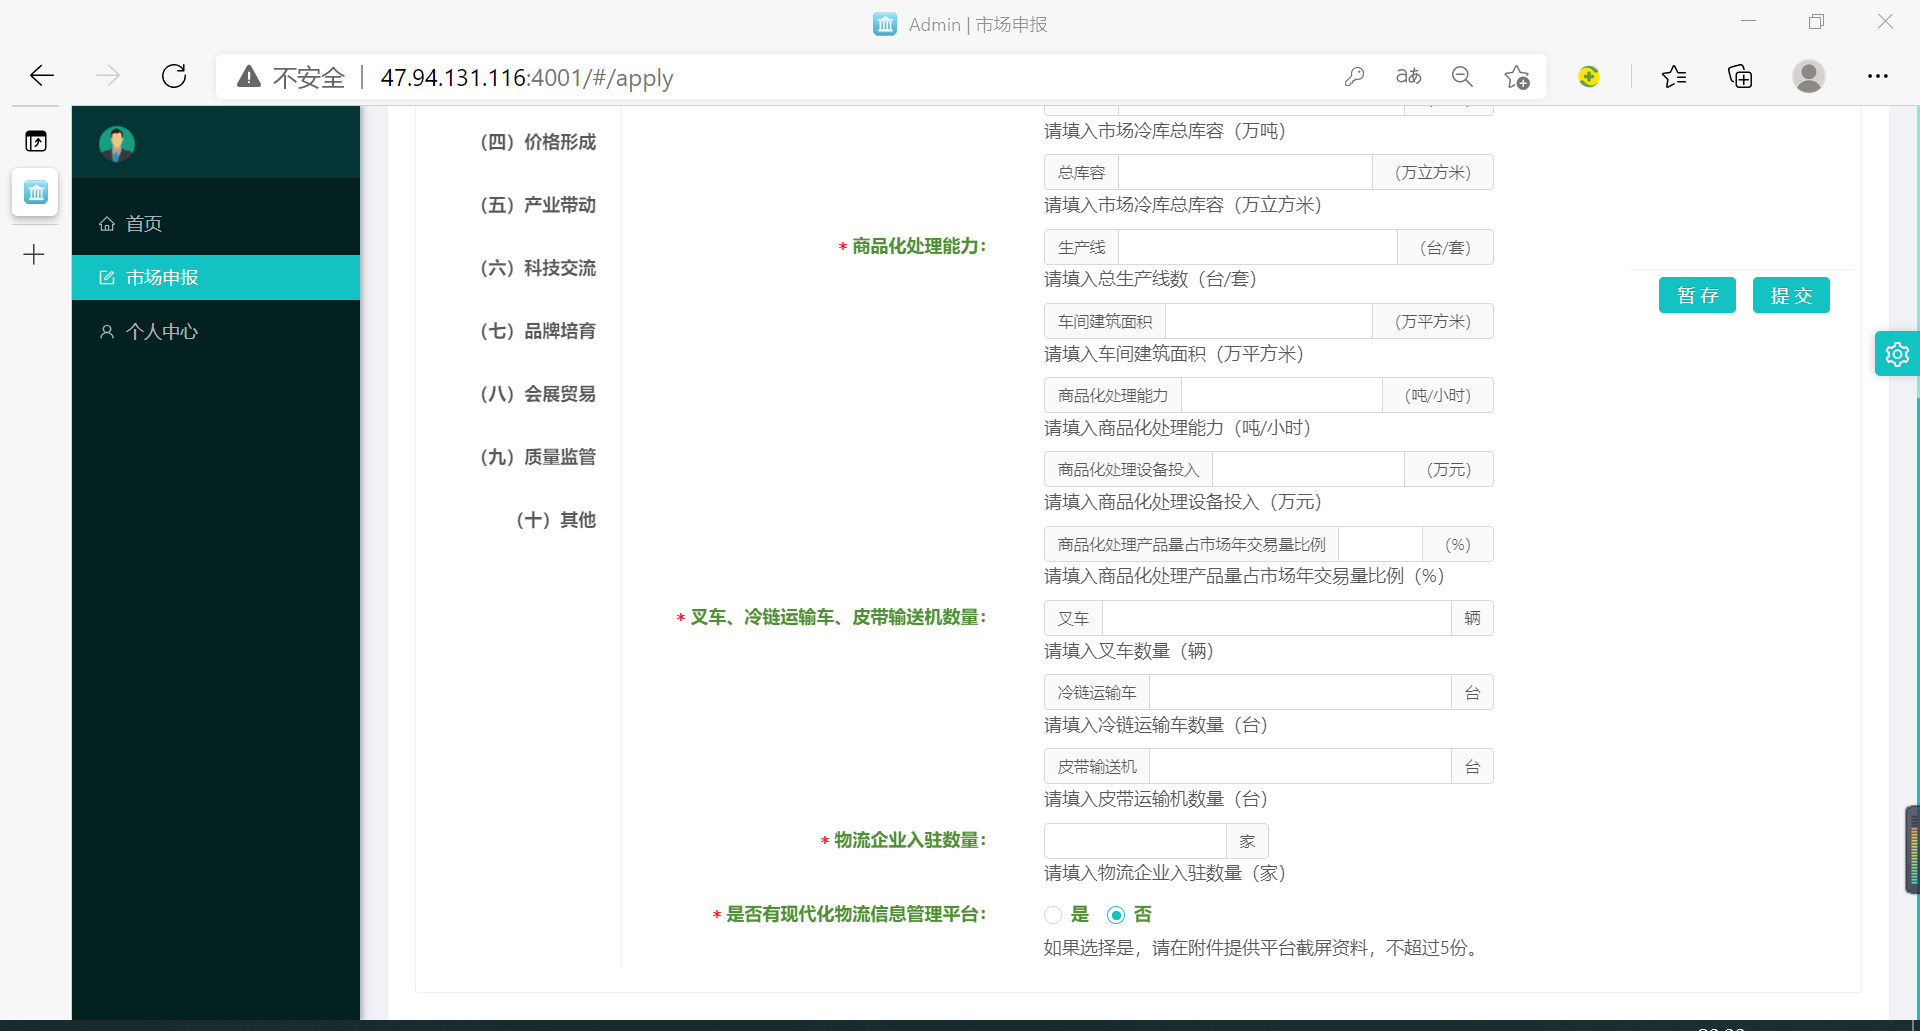 Admin | 市场申报
不安全 | 47.94.131.116:4001/#/apply
aあ
首页
市场申报
个人中心
（四）价格形成
（五）产业带动
（六）科技交流
（七）品牌培育
（八）会展贸易
（九）质量监管
（十）其他
请填入市场冷库总库容（万吨）
总库容 （万立方米）
请填入市场冷库总库容（万立方米）
* 商品化处理能力： 生产线 （台/套）
请填入总生产线数（台/套）
车间建筑面积 （万平方米）
请填入车间建筑面积（万平方米）
商品化处理能力 （吨/小时）
请填入商品化处理能力（吨/小时）
商品化处理设备投入 （万元）
请填入商品化处理设备投入（万元）
商品化处理产品量占市场年交易量比例 （%）
请填入商品化处理产品量占市场年交易量比例（%）
* 叉车、冷链运输车、皮带输送机数量： 叉车 辆
请填入叉车数量（辆）
冷链运输车 台
请填入冷链运输车数量（台）
皮带输送机 台
请填入皮带运输机数量（台）
* 物流企业入驻数量： 家
请填入物流企业入驻数量（家）
* 是否有现代化物流信息管理平台： 是 否
如果选择是，请在附件提供平台截屏资料，不超过5份。
暂 存 提 交